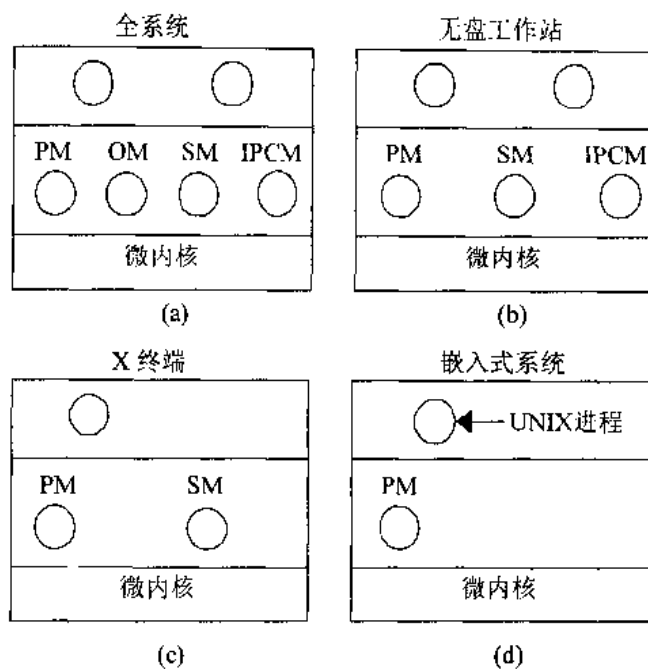 全系统
无盘工作站
PM OM SM IPCM
PM SM IPCM
微内核
微内核
(a)
(b)
X 终端
嵌入式系统
UNIX进程
PM SM
PM
微内核
微内核
(c)
(d)